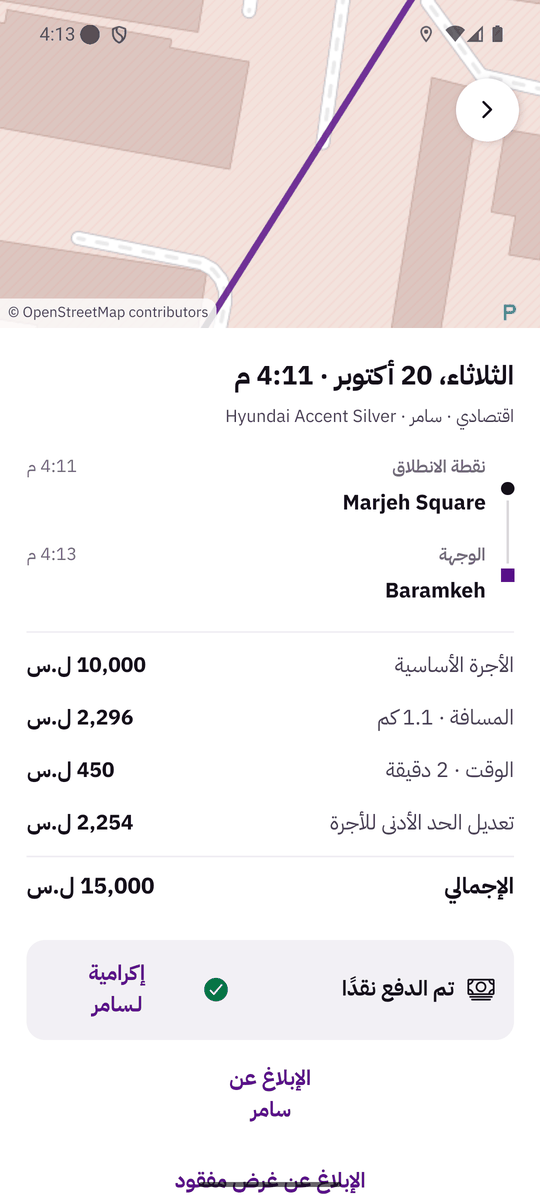 4:13
P
© OpenStreetMap contributors
الثلاثاء، 20 أكتوبر · 4:11 م
اقتصادي · سامر · Hyundai Accent Silver
نقطة الانطلاق 4:11 م
Marjeh Square
الوجهة 4:13 م
Baramkeh
الأجرة الأساسية 10,000 ل.س
المسافة · 1.1 كم 2,296 ل.س
الوقت · 2 دقيقة 450 ل.س
تعديل الحد الأدنى للأجرة 2,254 ل.س
الإجمالي 15,000 ل.س
تم الدفع نقدًا
إكرامية
لسامر
الإبلاغ عن
سامر
الإبلاغ عن غرض مفقود